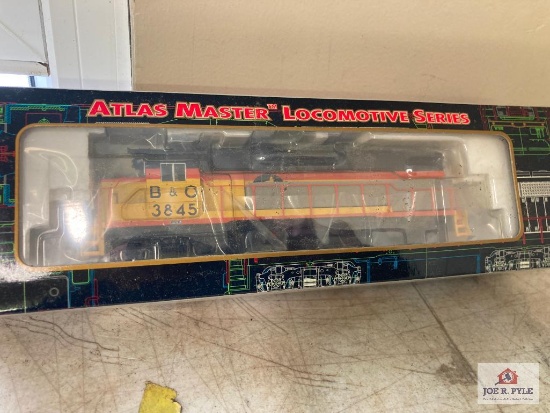 ATLAS MASTER™ LOCOMOTIVE SERIES
B & O
3845
JOE R. PYLE